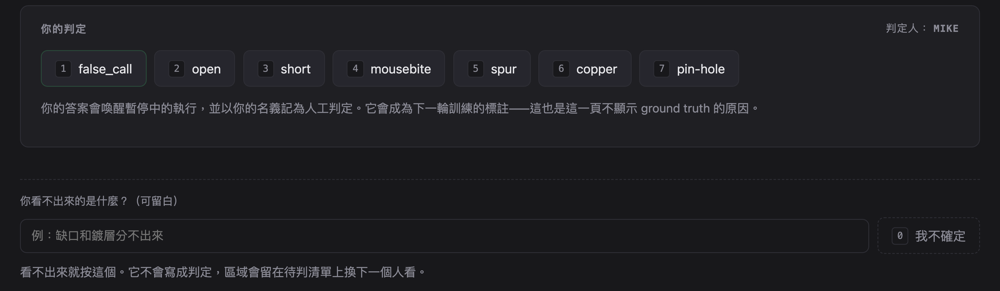 你的判定
判定人： MIKE
1 false_call 2 open 3 short 4 mousebite 5 spur 6 copper 7 pin-hole
你的答案會喚醒暫停中的執行，並以你的名義記為人工判定。它會成為下一輪訓練的標註——這也是這一頁不顯示 ground truth 的原因。
你看不出來的是什麼？（可留白）
例：缺口和鍍層分不出來
0 我不確定
看不出來就按這個。它不會寫成判定，區域會留在待判清單上換下一個人看。